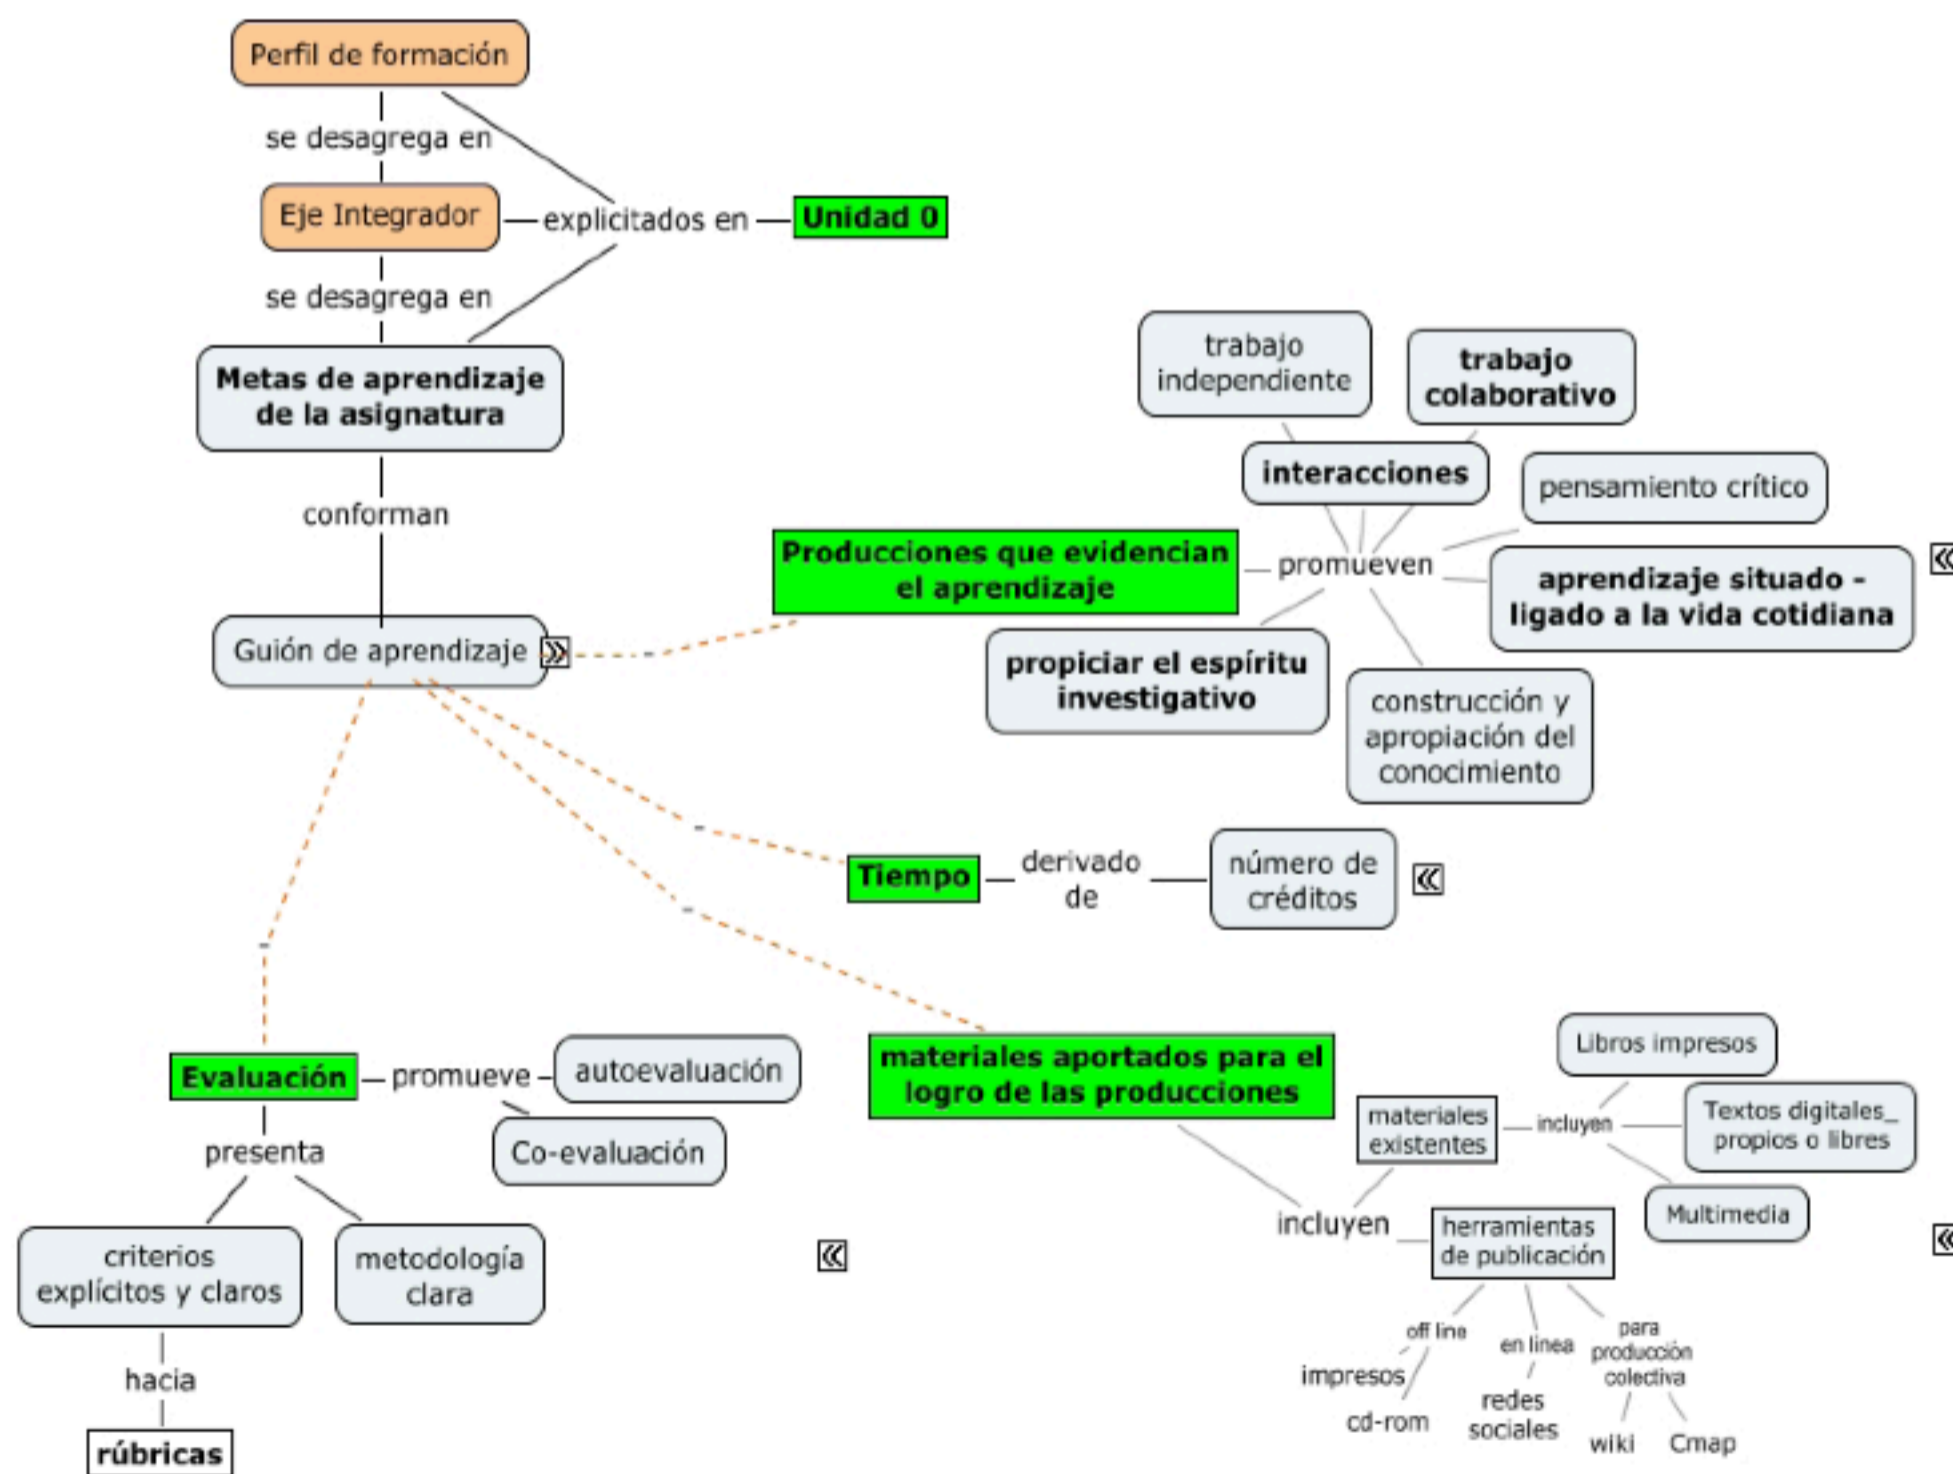 Perfil de formación
se desagrega en
Eje Integrador
explicitados en
Unidad 0
se desagrega en
Metas de aprendizaje
de la asignatura
conforman
Guión de aprendizaje
Producciones que evidencian
el aprendizaje
promueven
interacciones
trabajo
independiente
trabajo
colaborativo
pensamiento crítico
aprendizaje situado -
ligado a la vida cotidiana
propiciar el espíritu
investigativo
construcción y
apropiación del
conocimiento
Tiempo
derivado
de
número de
créditos
Evaluación
promueve
autoevaluación
Co-evaluación
presenta
criterios
explícitos y claros
metodología
clara
hacia
rúbricas
materiales aportados para el
logro de las producciones
incluyen
materiales
existentes
incluyen
Libros impresos
Textos digitales_
propios o libres
Multimedia
herramientas
de publicación
off line
impresos
cd-rom
en linea
redes
sociales
para
producción
colectiva
wiki
Cmap